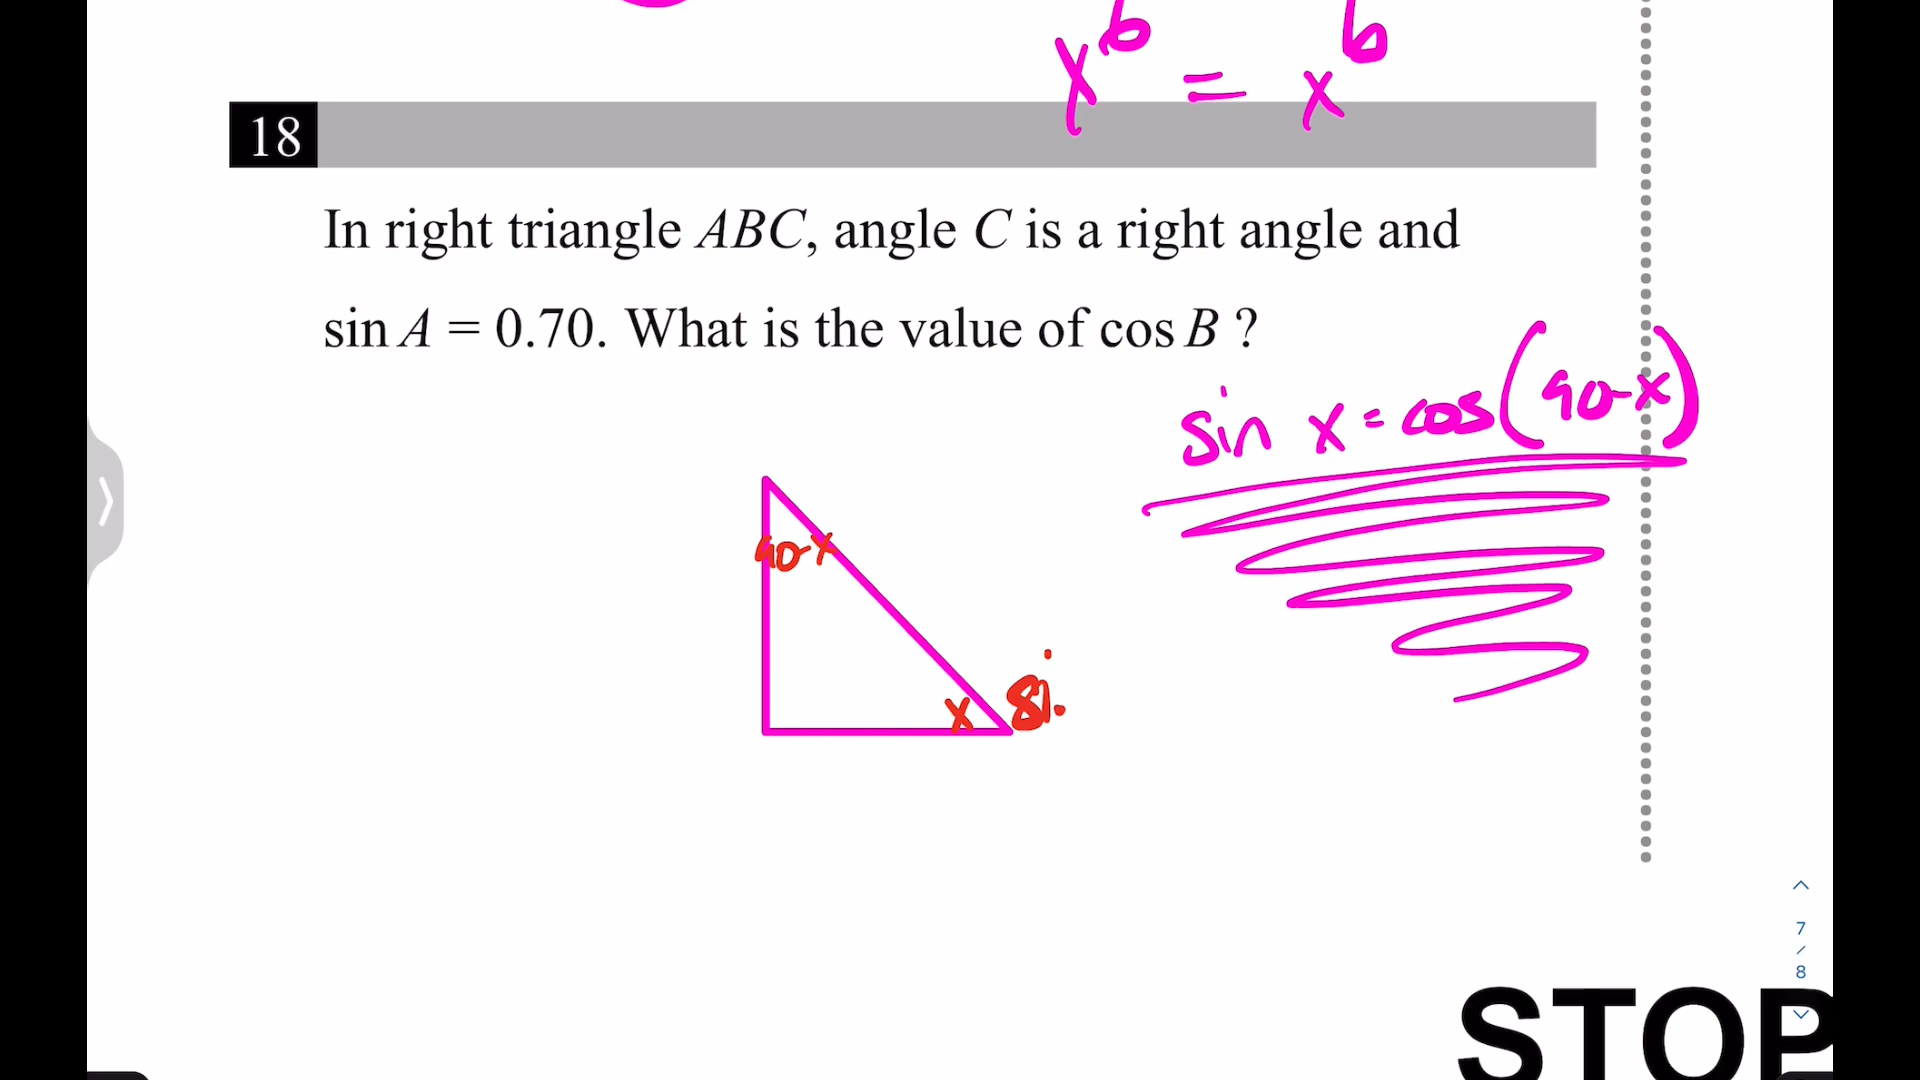 x^6 = x^6
18
In right triangle ABC, angle C is a right angle and
sin A = 0.70. What is the value of cos B ?
sin x = cos(90-x)
90-x
x
7
/
8
STOP